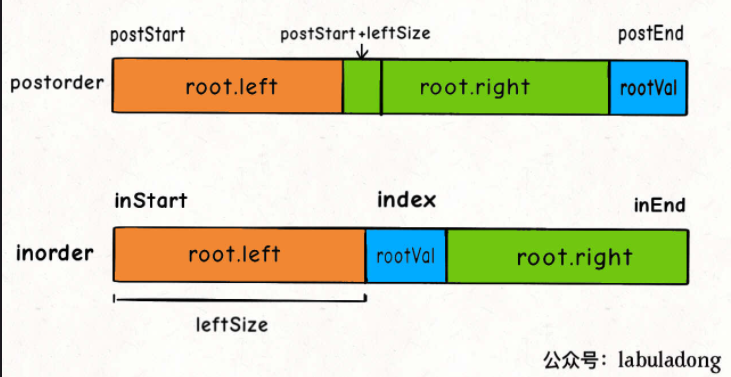 postStart postStart+leftSize postEnd
postorder root.left root.right rootVal
inStart index inEnd
inorder root.left rootVal root.right
leftSize
公众号：labuladong